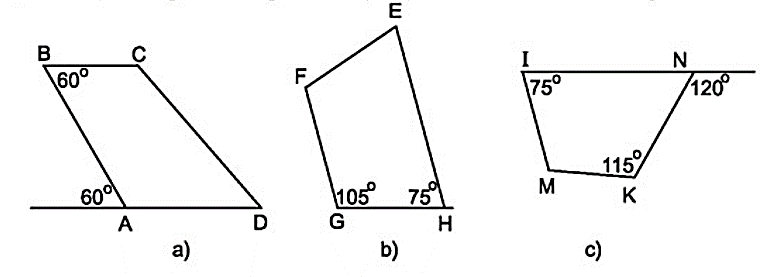 B C
60°
60°
A D
a)
E
F
105° 75°
G H
b)
I N
75° 120°
115°
M K
c)